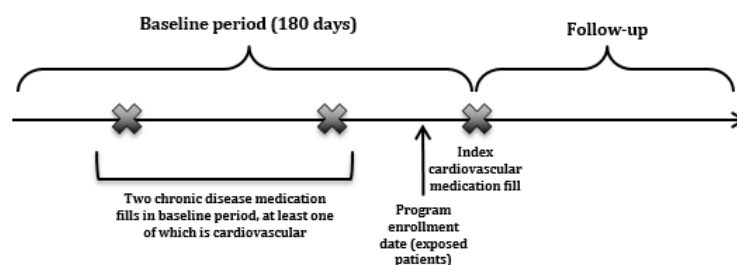 Baseline period (180 days)
Follow-up
Two chronic disease medication
fills in baseline period, at least one
of which is cardiovascular
Program
enrollment
date (exposed
patients)
Index
cardiovascular
medication fill